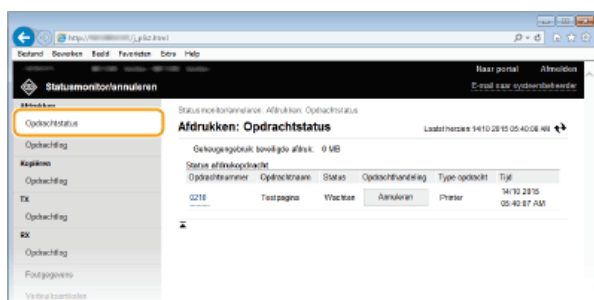 Bestand Bewerken Beeld Favorieten Extra Help
Naar portal Afmelden
Statusmonitor/annuleren
E-mail naar systeembeheerder
Afdrukken
Statusmonitor/annuleren: Afdrukken: Opdrachtstatus
Opdrachtstatus
Afdrukken: Opdrachtstatus
Laatst herzien: 14/10 2015 05:40:08 AM
Opdrachtlog
Geheugengebruik beveiligde afdruk: 0 MB
Kopiëren
Status afdrukopdracht
Opdrachtnummer Opdrachtnaam Status Opdrachthandeling Type opdracht Tijd
Opdrachtlog
0216 Testpagina Wachten Annuleren Printer 14/10 2015
05:40:07 AM
TX
Opdrachtlog
RX
Opdrachtlog
Foutgegevens
Verbruiksartikelen